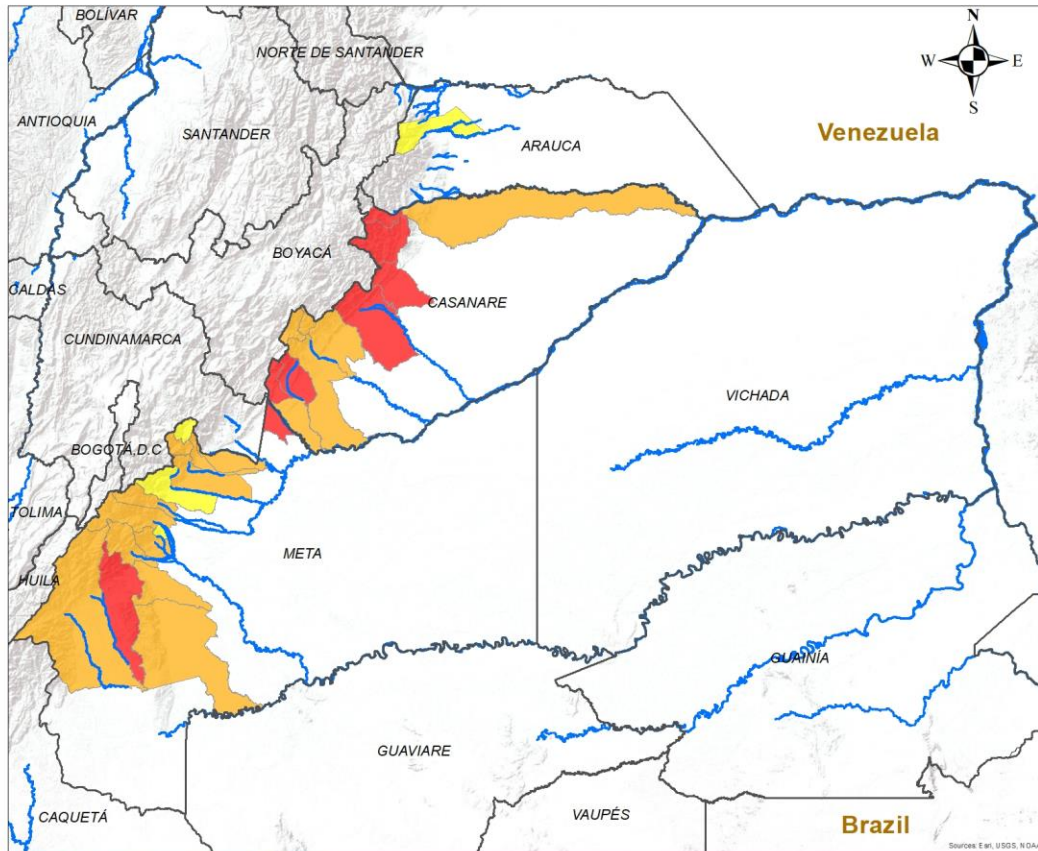 BOLÍVAR
N
NORTE DE SANTANDER
W
E
S
ANTIOQUIA
SANTANDER
ARAUCA
Venezuela
BOYACÁ
CALDAS
CASANARE
CUNDINAMARCA
VICHADA
BOGOTÁ,D.C
TOLIMA
META
HUILA
GUAINÍA
GUAVIARE
CAQUETÁ
VAUPÉS
Brazil
Sources: Esri, USGS, NOAA